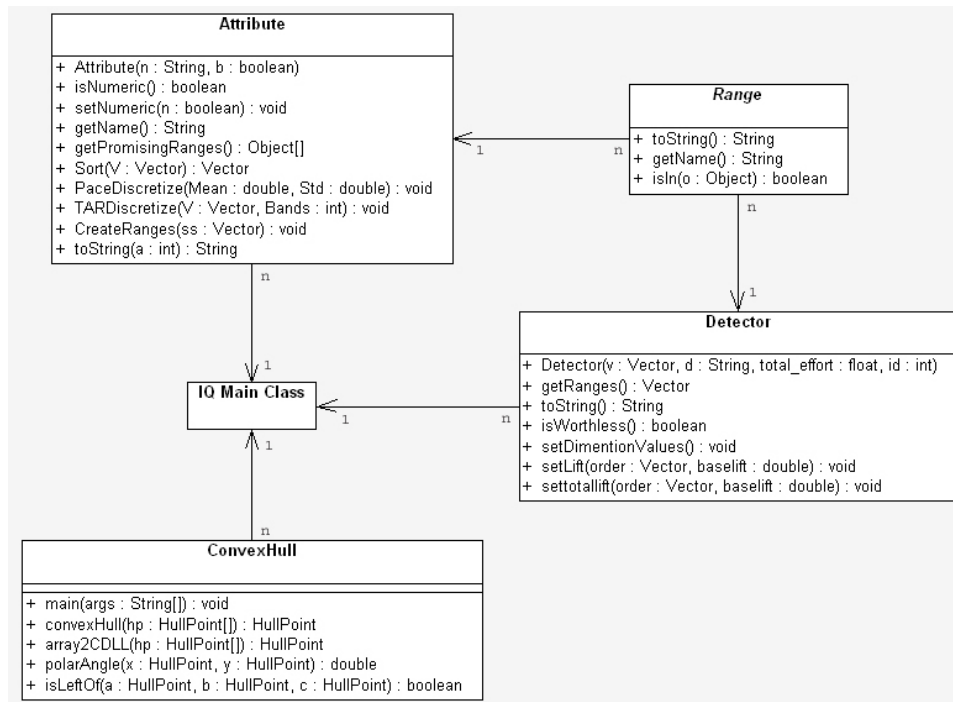 Attribute
+ Attribute(n : String, b : boolean)
+ isNumeric() : boolean
+ setNumeric(n : boolean) : void
+ getName() : String
+ getPromisingRanges() : Object[]
+ Sort(V : Vector) : Vector
+ PaceDiscretize(Mean : double, Std : double) : void
+ TARDiscretize(V : Vector, Bands : int) : void
+ CreateRanges(ss : Vector) : void
+ toString(a : int) : String
Range
+ toString() : String
+ getName() : String
+ isIn(o : Object) : boolean
1
n
n
1
n
1
Detector
+ Detector(v : Vector, d : String, total_effort : float, id : int)
+ getRanges() : Vector
+ toString() : String
+ isWorthless() : boolean
+ setDimentionValues() : void
+ setLift(order : Vector, baselift : double) : void
+ settotallift(order : Vector, baselift : double) : void
IQ Main Class
1
n
1
n
ConvexHull
+ main(args : String[]) : void
+ convexHull(hp : HullPoint[]) : HullPoint
+ array2CDLL(hp : HullPoint[]) : HullPoint
+ polarAngle(x : HullPoint, y : HullPoint) : double
+ isLeftOf(a : HullPoint, b : HullPoint, c : HullPoint) : boolean